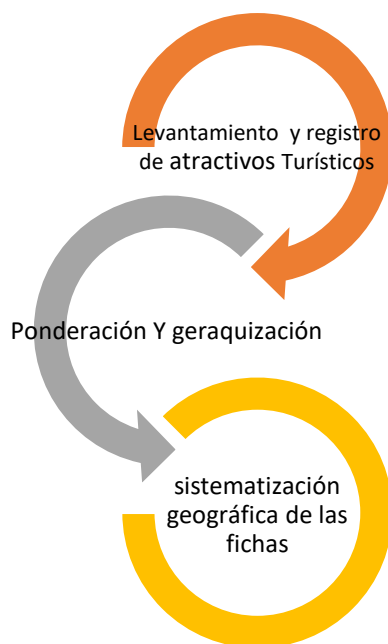 Levantamiento y registro
de atractivos Turísticos
Ponderación Y geraquización
sistematización
geográfica de las
fichas